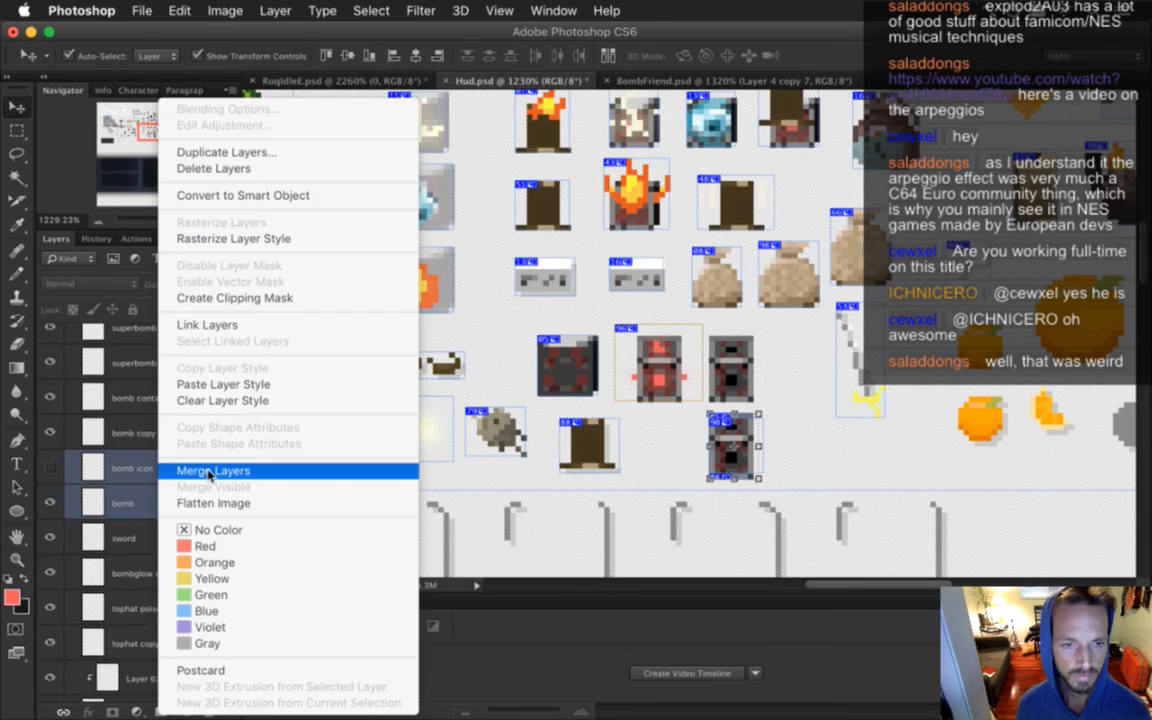 Photoshop File Edit Image Layer Type Select Filter 3D View Window Help
Adobe Photoshop CS6
Auto-Select: Layer Show Transform Controls 3D Mode:
RoqIdleE.psd @ 2260% (0, RGB/8*) * Hud.psd @ 1230% (RGB/8*) * BombFriend.psd @ 1320% (Layer 4 copy 7, RGB/8*)
Navigator Info Character Paragrap
1229.23%
Layers History Actions
Kind
Normal
Lock:
superbomb
superbomb
bomb conta
bomb copy
bomb icon
bomb
sword
bombglow
tophat poiso
tophat copy
Layer 6
Blending Options...
Edit Adjustment...
Duplicate Layers...
Delete Layers
Convert to Smart Object
Rasterize Layers
Rasterize Layer Style
Disable Layer Mask
Enable Vector Mask
Create Clipping Mask
Link Layers
Select Linked Layers
Copy Layer Style
Paste Layer Style
Clear Layer Style
Copy Shape Attributes
Paste Shape Attributes
Merge Layers
Merge Visible
Flatten Image
No Color
Red
Orange
Yellow
Green
Blue
Violet
Gray
Postcard
New 3D Extrusion from Selected Layer
New 3D Extrusion from Current Selection
Create Video Timeline
saladdongs explod2A03 has a lot
of good stuff about famicom/NES
musical techniques
saladdongs
https://www.youtube.com/watch?
here's a video on
the arpeggios
cewxel hey
saladdongs as I understand it the
arpeggio effect was very much a
C64 Euro community thing, which
is why you mainly see it in NES
games made by European devs
cewxel Are you working full-time
on this title?
ICHNICERO @cewxel yes he is
cewxel @ICHNICERO oh
awesome
saladdongs well, that was weird